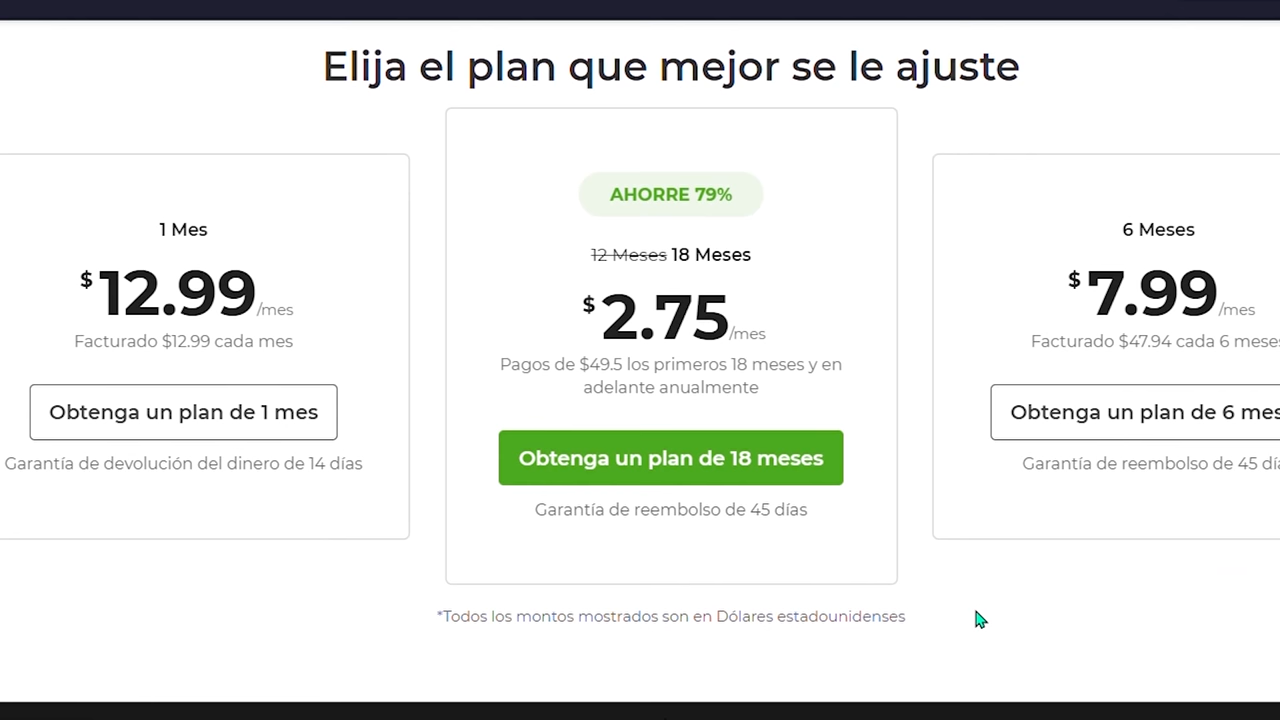 Elija el plan que mejor se le ajuste
1 Mes
$12.99/mes
Facturado $12.99 cada mes
Obtenga un plan de 1 mes
Garantía de devolución del dinero de 14 días
AHORRE 79%
12 Meses 18 Meses
$2.75/mes
Pagos de $49.5 los primeros 18 meses y en
adelante anualmente
Obtenga un plan de 18 meses
Garantía de reembolso de 45 días
6 Meses
$7.99/mes
Facturado $47.94 cada 6 meses
Obtenga un plan de 6 mes
Garantía de reembolso de 45 día
*Todos los montos mostrados son en Dólares estadounidenses